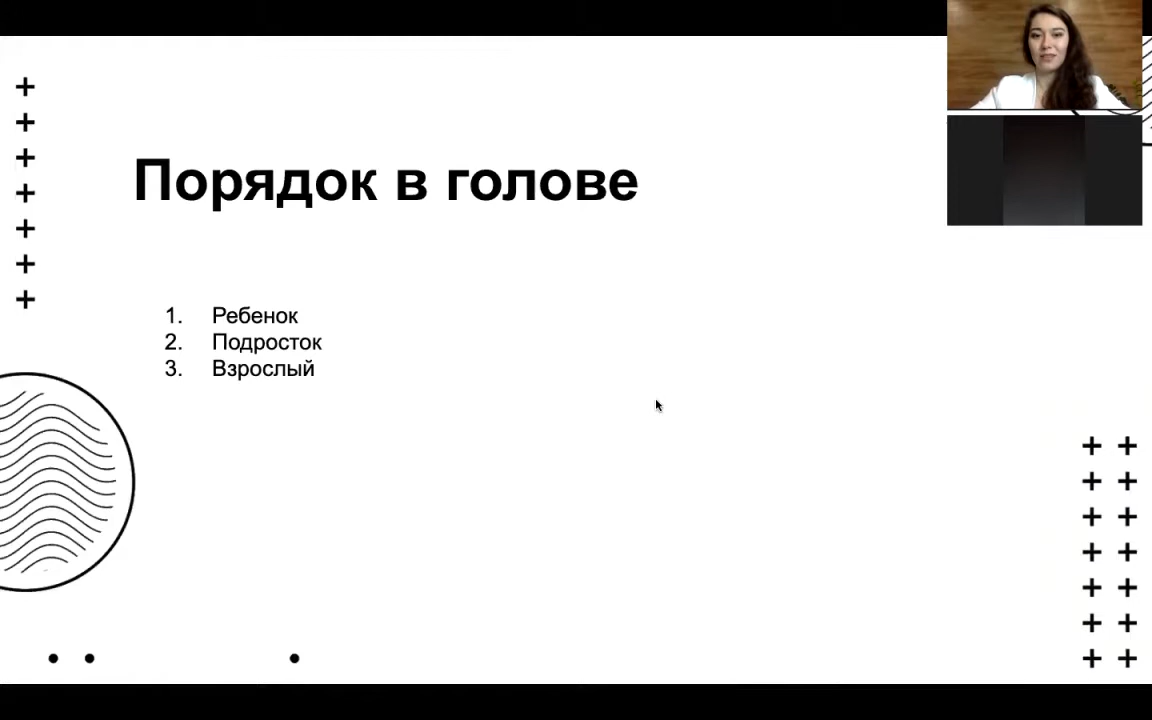 Порядок в голове
1. Ребенок
2. Подросток
3. Взрослый